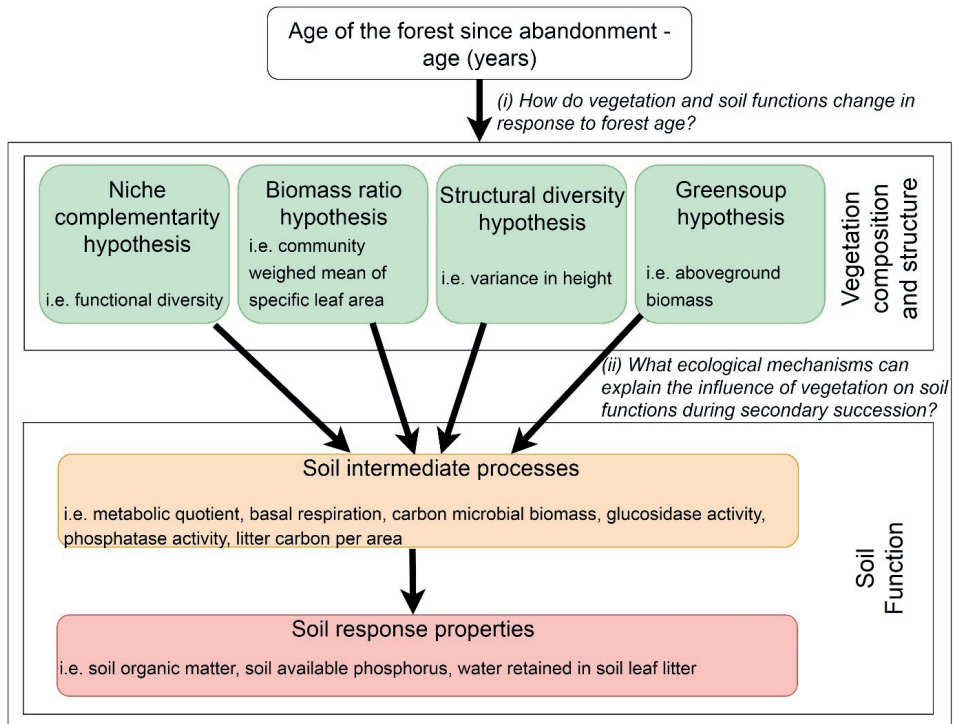 Age of the forest since abandonment -
age (years)
(i) How do vegetation and soil functions change in
response to forest age?
Niche
complementarity
hypothesis
i.e. functional diversity
Biomass ratio
hypothesis
i.e. community
weighed mean of
specific leaf area
Structural diversity
hypothesis
i.e. variance in height
Greensoup
hypothesis
i.e. aboveground
biomass
Vegetation
composition
and structure
(ii) What ecological mechanisms can
explain the influence of vegetation on soil
functions during secondary succession?
Soil intermediate processes
i.e. metabolic quotient, basal respiration, carbon microbial biomass, glucosidase activity,
phosphatase activity, litter carbon per area
Soil response properties
i.e. soil organic matter, soil available phosphorus, water retained in soil leaf litter
Soil
Function